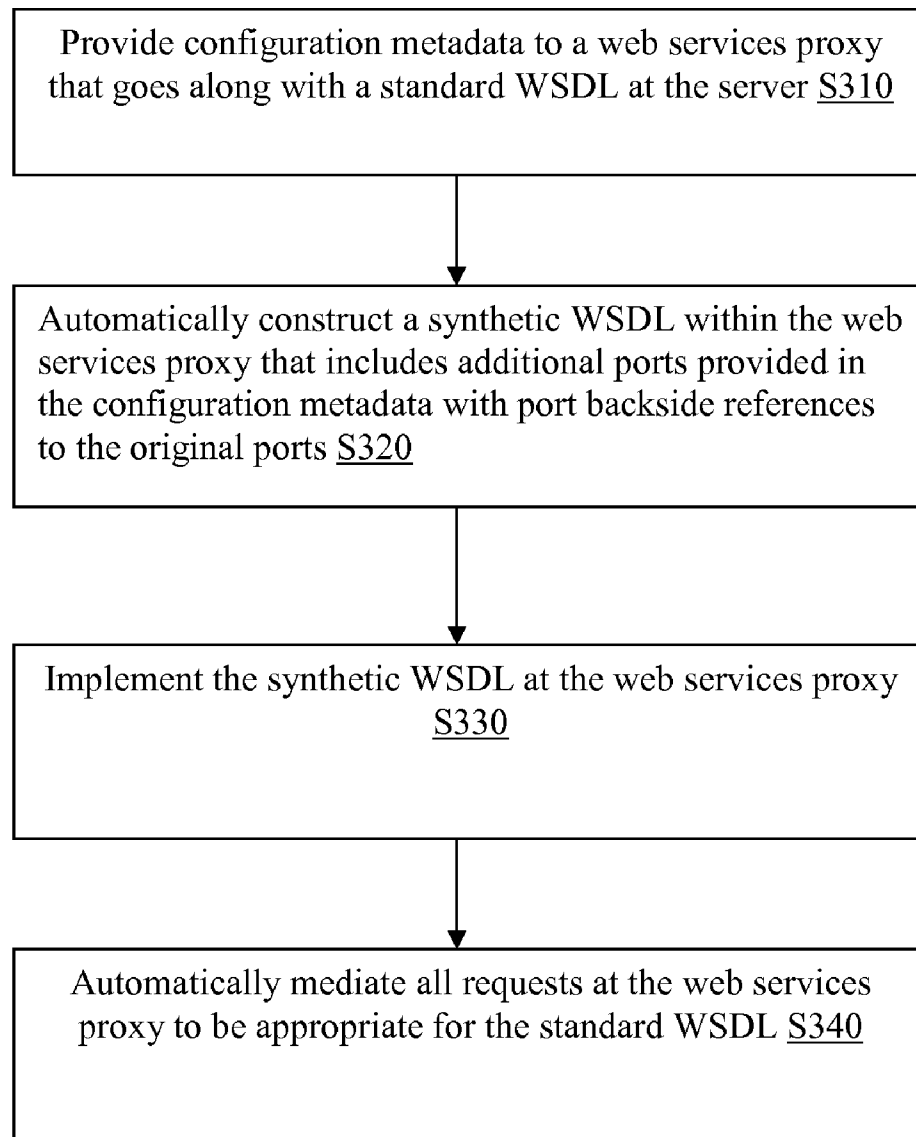 Provide configuration metadata to a web services proxy
that goes along with a standard WSDL at the server S310
Automatically construct a synthetic WSDL within the web
services proxy that includes additional ports provided in
the configuration metadata with port backside references
to the original ports S320
Implement the synthetic WSDL at the web services proxy
S330
Automatically mediate all requests at the web services
proxy to be appropriate for the standard WSDL S340